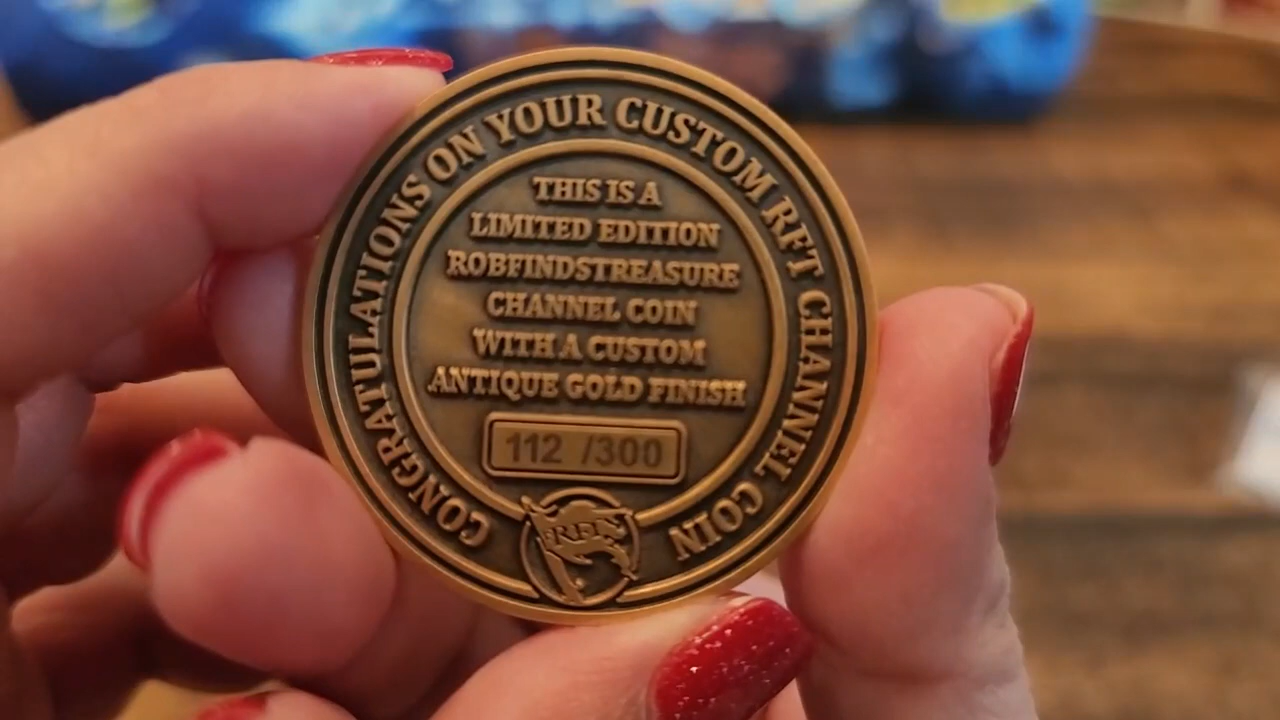 CONGRATULATIONS ON YOUR CUSTOM RFT CHANNEL COIN
THIS IS A
LIMITED EDITION
ROBFINDSTREASURE
CHANNEL COIN
WITH A CUSTOM
ANTIQUE GOLD FINISH
112 /300
RFT